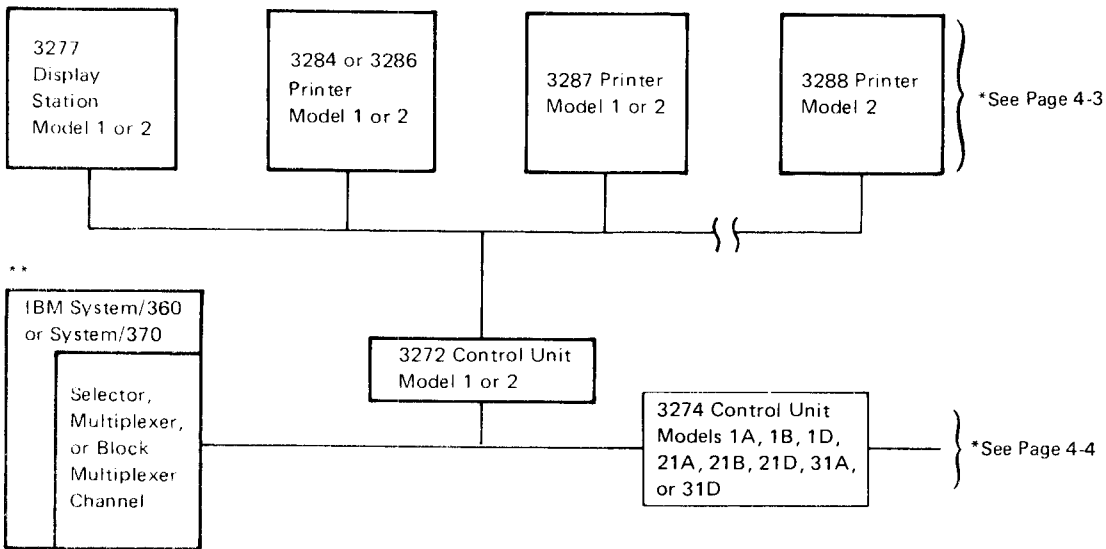 3277
Display
Station
Model 1 or 2
3284 or 3286
Printer
Model 1 or 2
3287 Printer
Model 1 or 2
3288 Printer
Model 2
*See Page 4-3
**
IBM System/360
or System/370
Selector,
Multiplexer,
or Block
Multiplexer
Channel
3272 Control Unit
Model 1 or 2
3274 Control Unit
Models 1A, 1B, 1D,
21A, 21B, 21D, 31A,
or 31D
*See Page 4-4